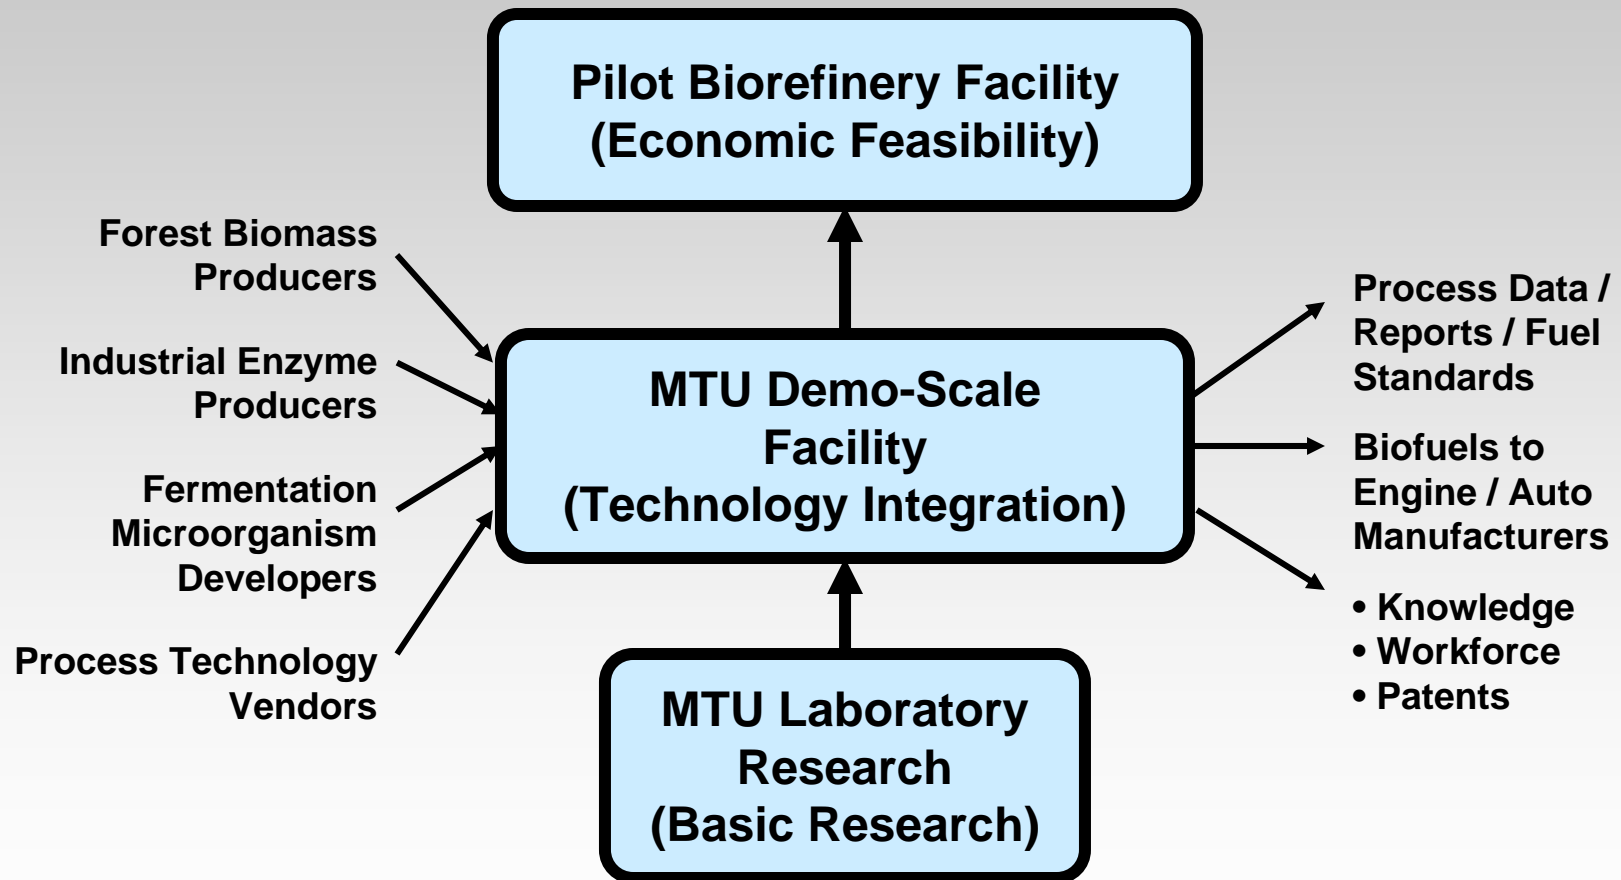 Pilot Biorefinery Facility
(Economic Feasibility)
Forest Biomass
Producers
Industrial Enzyme
Producers
Fermentation
Microorganism
Developers
Process Technology
Vendors
MTU Demo-Scale
Facility
(Technology Integration)
Process Data /
Reports / Fuel
Standards
Biofuels to
Engine / Auto
Manufacturers
• Knowledge
• Workforce
• Patents
MTU Laboratory
Research
(Basic Research)